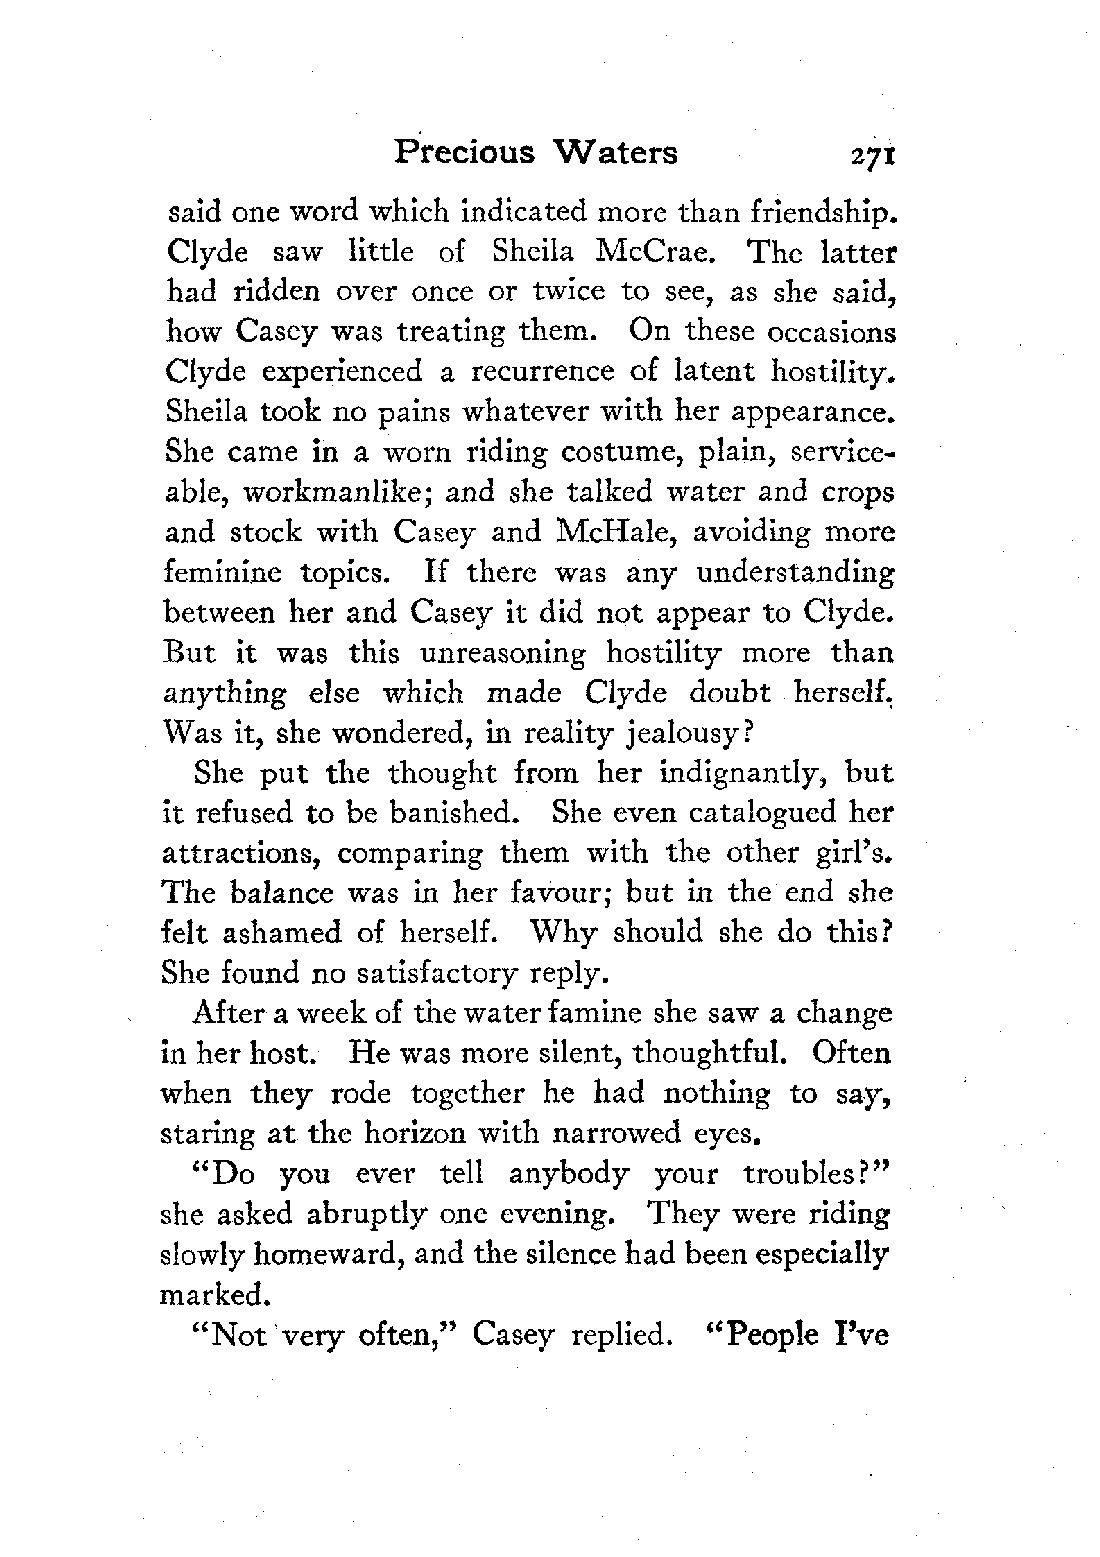 Precious Waters 271
said one word which indicated more than friendship.
Clyde saw little of Sheila McCrae. The latter
had ridden over once or twice to see, as she said,
how Casey was treating them. On these occasions
Clyde experienced a recurrence of latent hostility.
Sheila took no pains whatever with her appearance.
She came in a worn riding costume, plain, service-
able, workmanlike; and she talked water and crops
and stock with Casey and McHale, avoiding more
feminine topics. If there was any understanding
between her and Casey it did not appear to Clyde.
But it was this unreasoning hostility more than
anything else which made Clyde doubt herself.
Was it, she wondered, in reality jealousy?
She put the thought from her indignantly, but
it refused to be banished. She even catalogued her
attractions, comparing them with the other girl's.
The balance was in her favour; but in the end she
felt ashamed of herself. Why should she do this?
She found no satisfactory reply.
After a week of the water famine she saw a change
in her host. He was more silent, thoughtful. Often
when they rode together he had nothing to say,
staring at the horizon with narrowed eyes.
"Do you ever tell anybody your troubles?"
she asked abruptly one evening. They were riding
slowly homeward, and the silence had been especially
marked.
"Not very often," Casey replied. "People I've